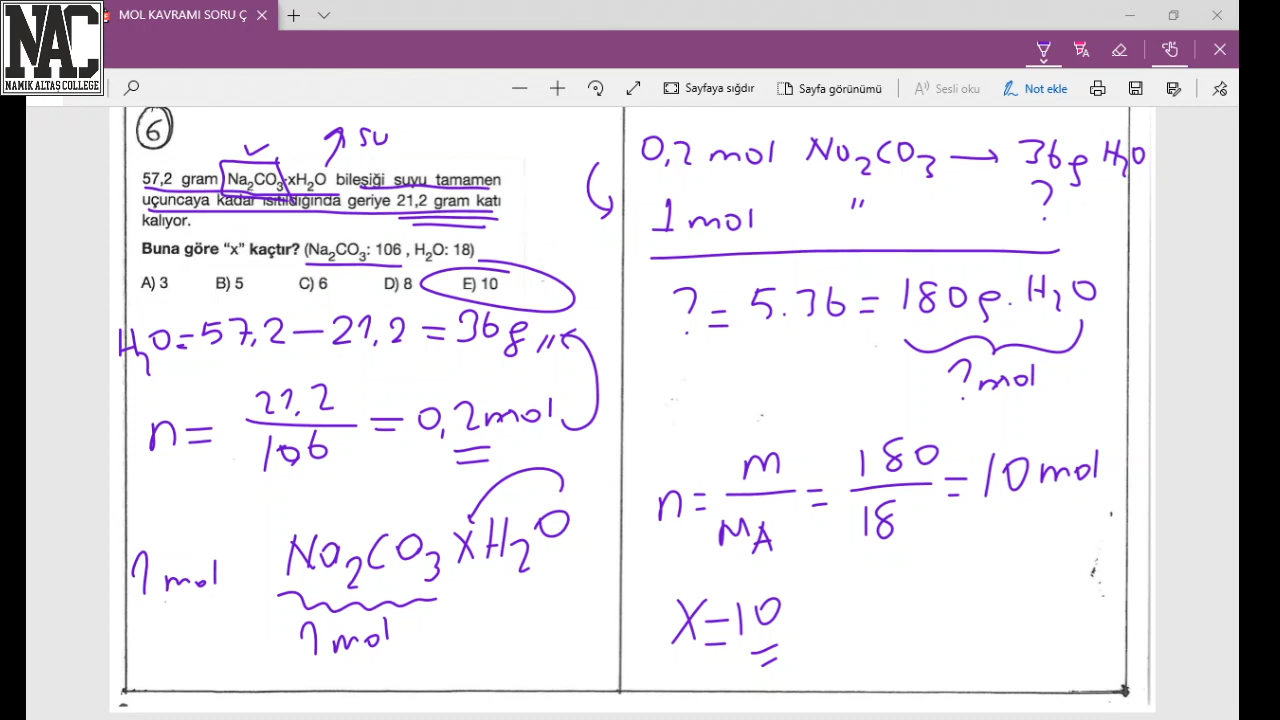 NAC
NAMIK ALTAŞ COLLEGE
MOL KAVRAMI SORU Ç
Sayfaya sığdır
Sayfa görünümü
Sesli oku
Not ekle
6
su
57,2 gram Na₂CO₃·xH₂O bileşiği suyu tamamen
uçuncaya kadar ısıtıldığında geriye 21,2 gram katı
kalıyor.
Buna göre "x" kaçtır? (Na₂CO₃: 106 , H₂O: 18)
A) 3 B) 5 C) 6 D) 8 E) 10
H₂O = 57,2 — 21,2 = 36g
n = 21,2 / 106 = 0,2 mol
1 mol Na₂CO₃ X H₂O
1 mol
0,2 mol Na₂CO₃ → 36g H₂O
1 mol " ?
? = 5.36 = 180g. H₂O
? mol
n = m / MA = 180 / 18 = 10 mol
X = 10